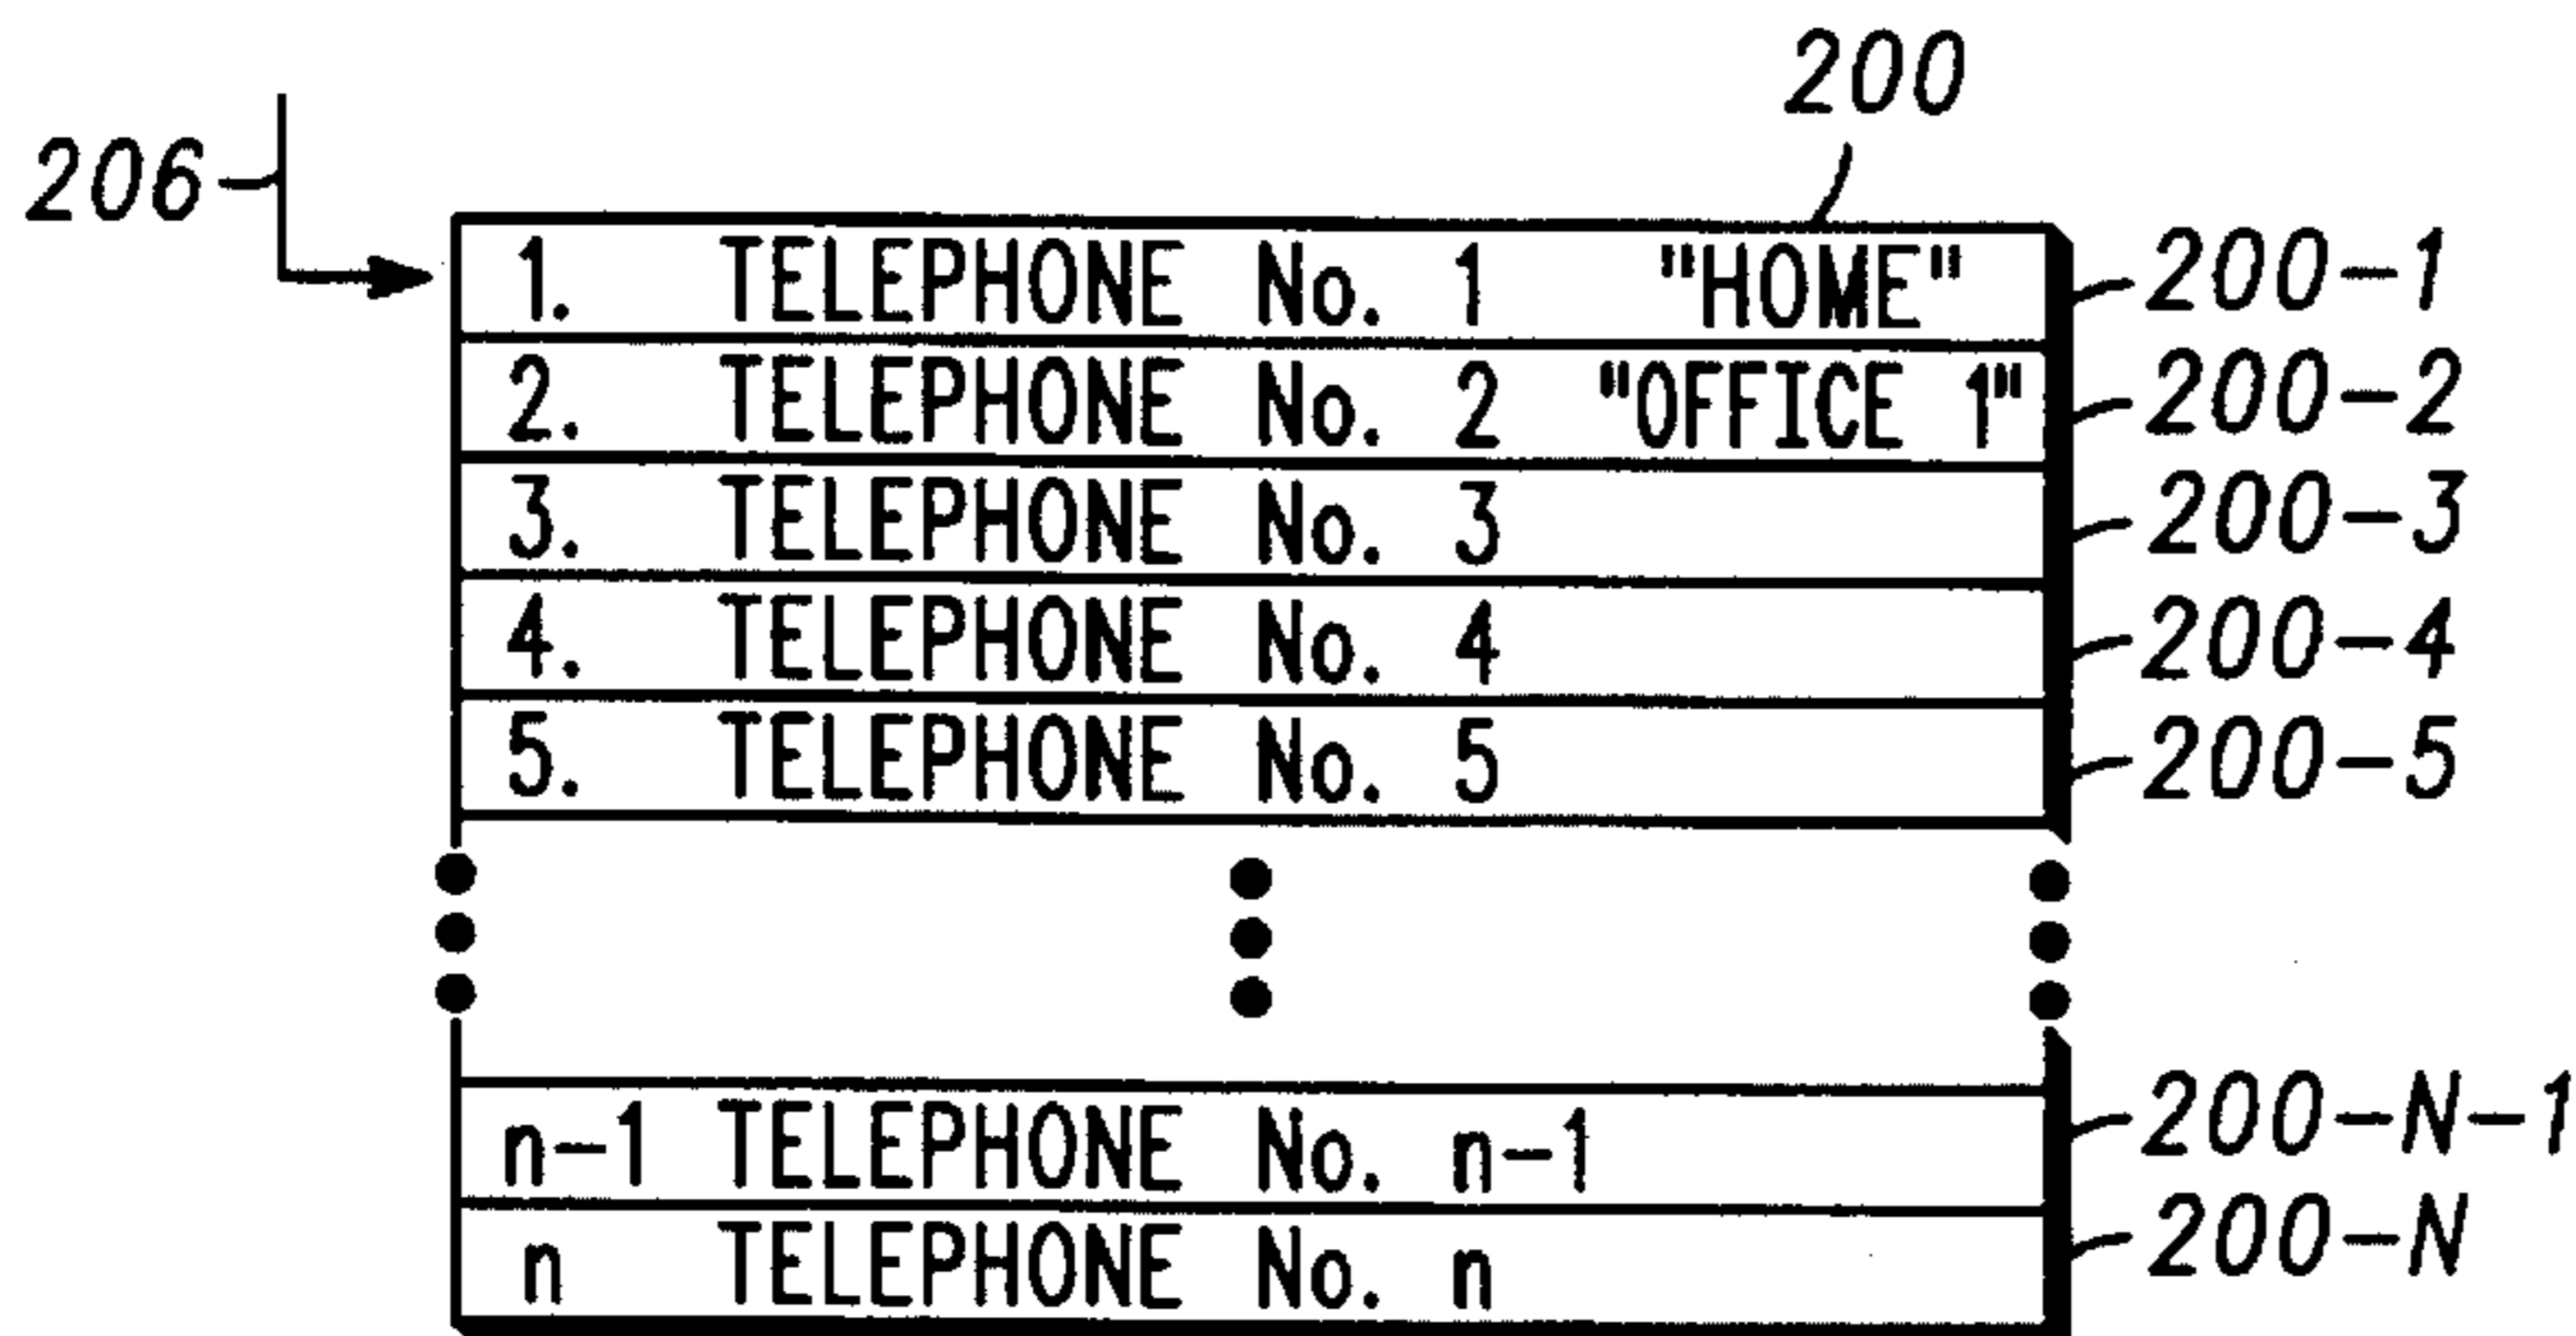 200
206
1. TELEPHONE No. 1 "HOME" 200-1
2. TELEPHONE No. 2 "OFFICE 1" 200-2
3. TELEPHONE No. 3 200-3
4. TELEPHONE No. 4 200-4
5. TELEPHONE No. 5 200-5
n-1 TELEPHONE No. n-1 200-N-1
n TELEPHONE No. n 200-N